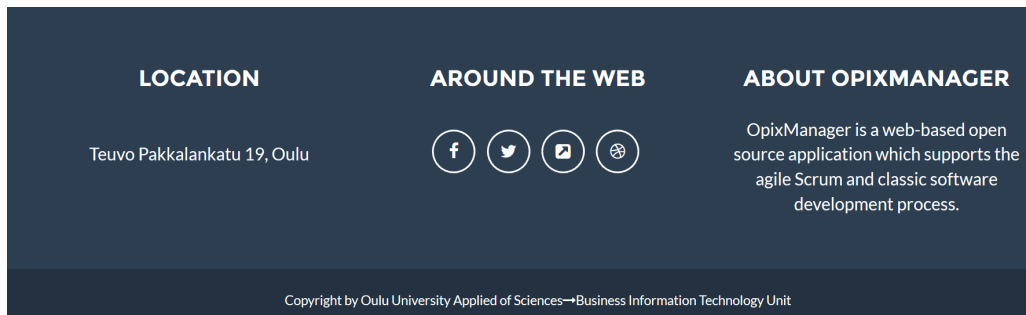 LOCATION
Teuvo Pakkalankatu 19, Oulu
AROUND THE WEB
ABOUT OPIXMANAGER
OpixManager is a web-based open
source application which supports the
agile Scrum and classic software
development process.
Copyright by Oulu University Applied of Sciences→Business Information Technology Unit